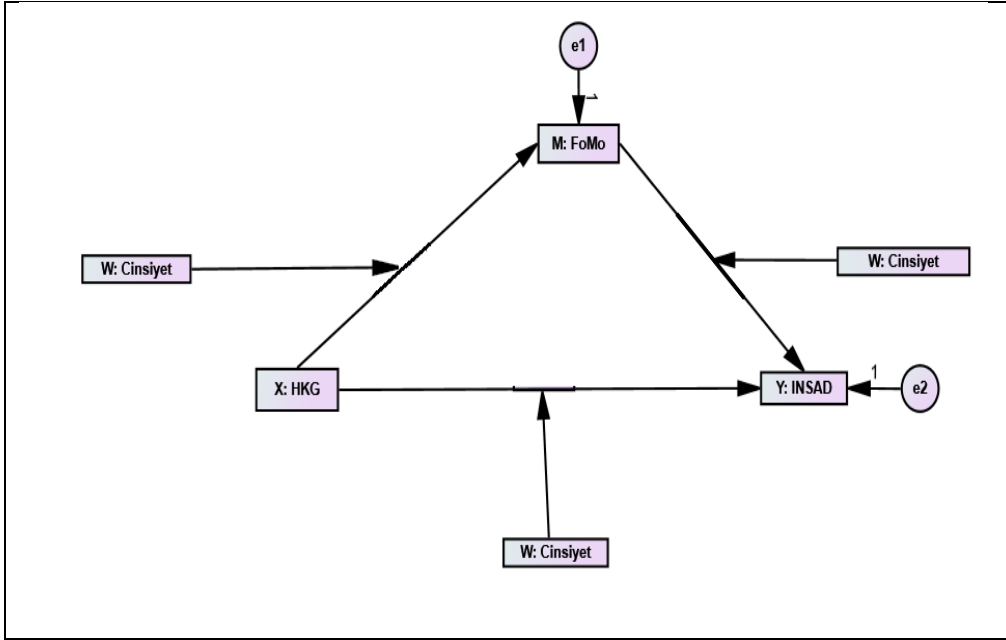 e1
1
M: FoMo
W: Cinsiyet
W: Cinsiyet
X: HKG
Y: INSAD
1
e2
W: Cinsiyet